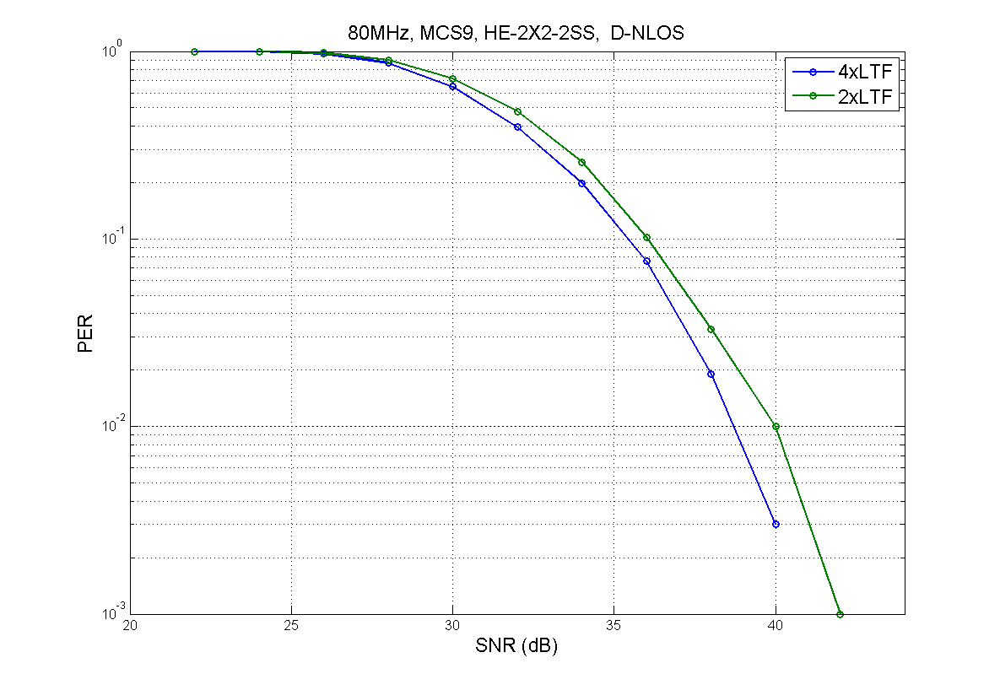 80MHz, MCS9, HE-2X2-2SS, D-NLOS
4xLTF
2xLTF
10^0
10^-1
10^-2
10^-3
PER
20 25 30 35 40
SNR (dB)